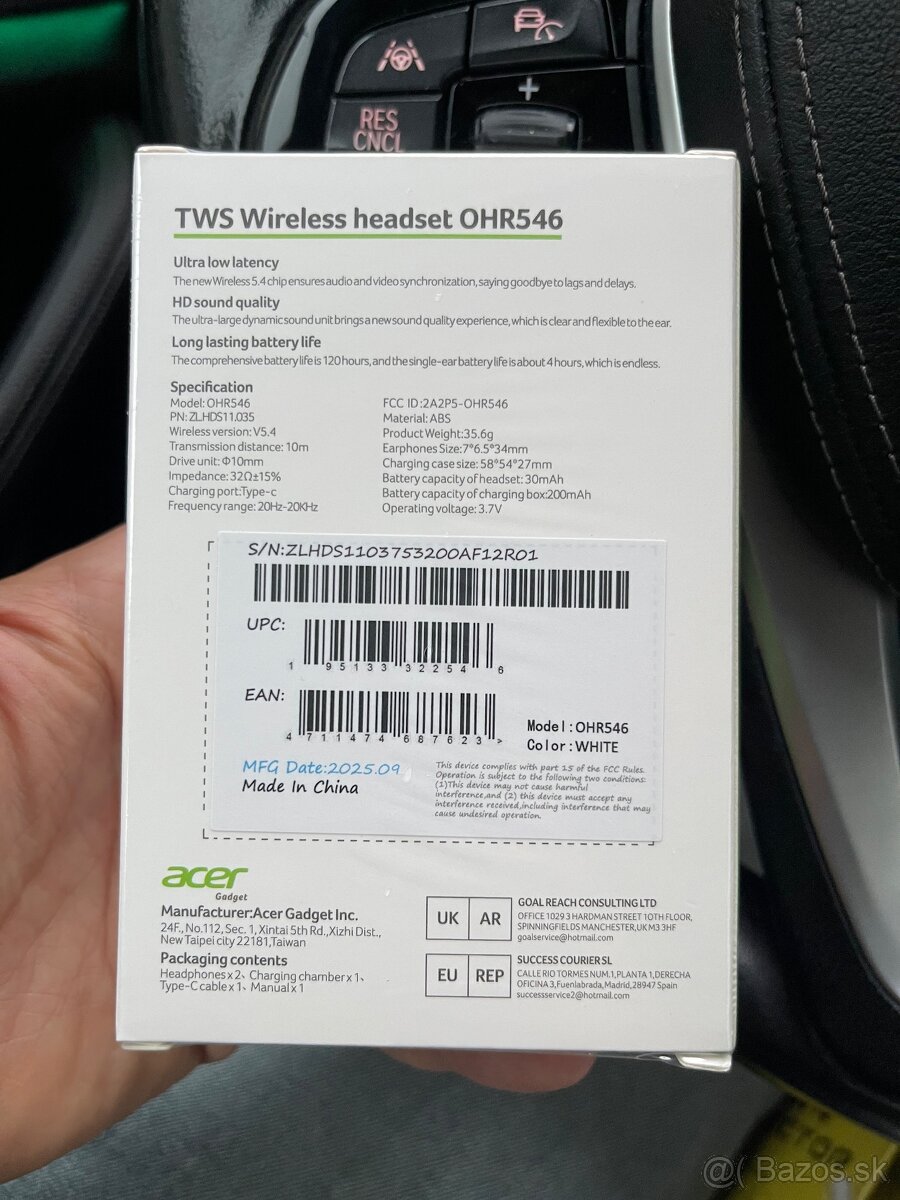 RES
CNCL
+
TWS Wireless headset OHR546
Ultra low latency
The new Wireless 5.4 chip ensures audio and video synchronization, saying goodbye to lags and delays.
HD sound quality
The ultra-large dynamic sound unit brings a new sound quality experience, which is clear and flexible to the ear.
Long lasting battery life
The comprehensive battery life is 120 hours, and the single-ear battery life is about 4 hours, which is endless.
Specification
Model: OHR546
PN: ZL.HDS11.035
Wireless version: V5.4
Transmission distance: 10m
Drive unit: Φ10mm
Impedance: 32Ω±15%
Charging port:Type-c
Frequency range: 20Hz-20KHz
FCC ID:2A2P5-OHR546
Material: ABS
Product Weight:35.6g
Earphones Size:7*6.5*34mm
Charging case size: 58*54*27mm
Battery capacity of headset: 30mAh
Battery capacity of charging box:200mAh
Operating voltage: 3.7V
S/N:ZLHDS1103753200AF12R01
UPC:
1 95133 32254 6
EAN:
4 711474 687623 >
Model:OHR546
Color:WHITE
MFG Date:2025.09
Made In China
This device complies with part 15 of the FCC Rules.
Operation is subject to the following two conditions:
(1)This device may not cause harmful
interference,and (2) this device must accept any
interference received,including interference that may
cause undesired operation.
acer
Gadget
Manufacturer:Acer Gadget Inc.
24F., No.112, Sec. 1, Xintai 5th Rd.,Xizhi Dist.,
New Taipei city 22181,Taiwan
Packaging contents
Headphones x 2、Charging chamber x 1、
Type-C cable x 1、Manual x 1
UK AR
GOAL REACH CONSULTING LTD
OFFICE 1029 3 HARDMAN STREET 10TH FLOOR,
SPINNINGFIELDS MANCHESTER,UK M3 3HF
goalservice@hotmail.com
EU REP
SUCCESS COURIER SL
CALLE RIO TORMES NUM.1, PLANTA 1,DERECHA
OFICINA 3,Fuenlabrada,Madrid,28947 Spain
successservice2@hotmail.com
@( Bazos.sk